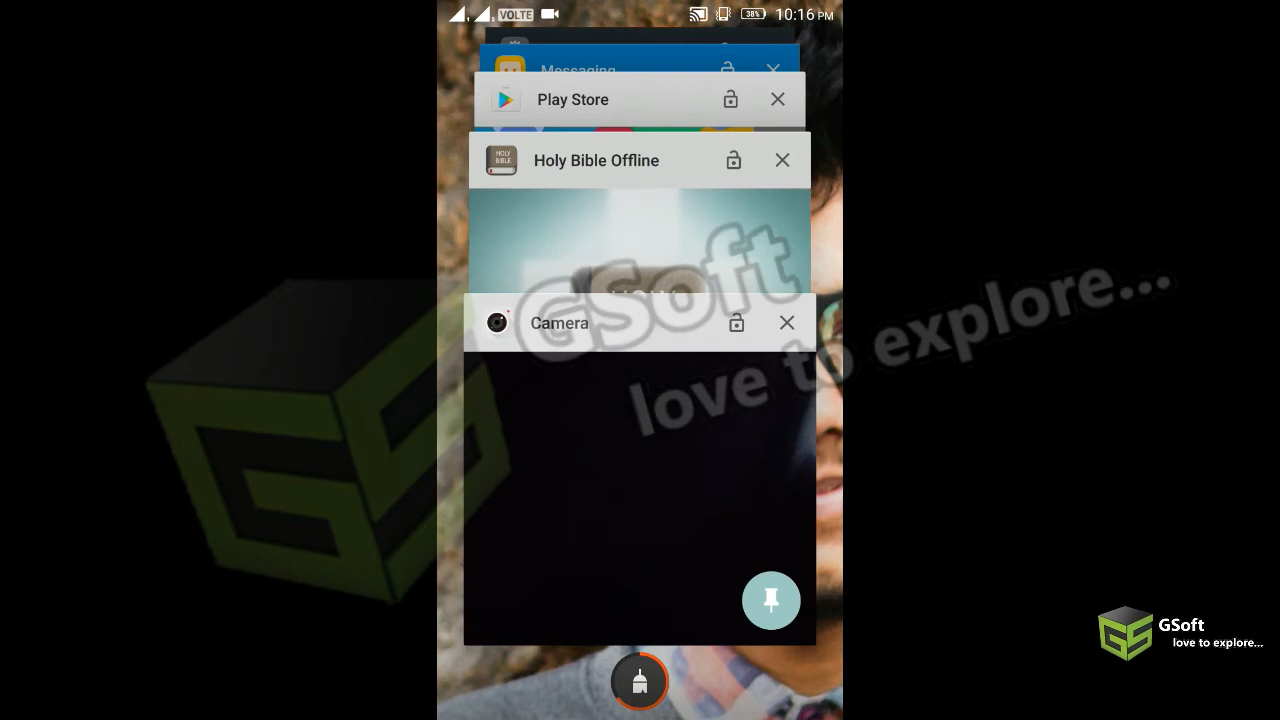 VOLTE 38% 10:16 PM
Messaging
Play Store
HOLY BIBLE Holy Bible Offline
HOLY
Camera
GSoft
love to explore...
GSoft
love to explore...